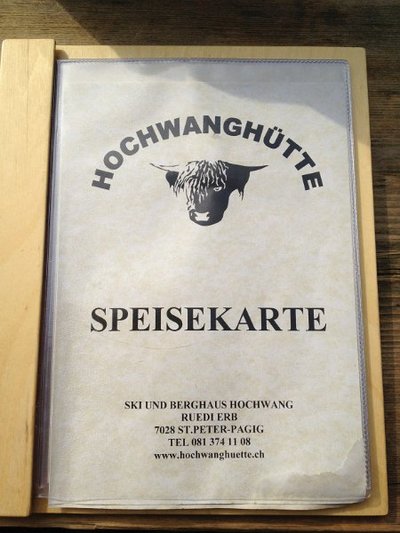 HOCHWANGHÜTTE
SPEISEKARTE
SKI UND BERGHAUS HOCHWANG
RUEDI ERB
7028 ST.PETER-PAGIG
TEL 081 374 11 08
www.hochwanghuette.ch